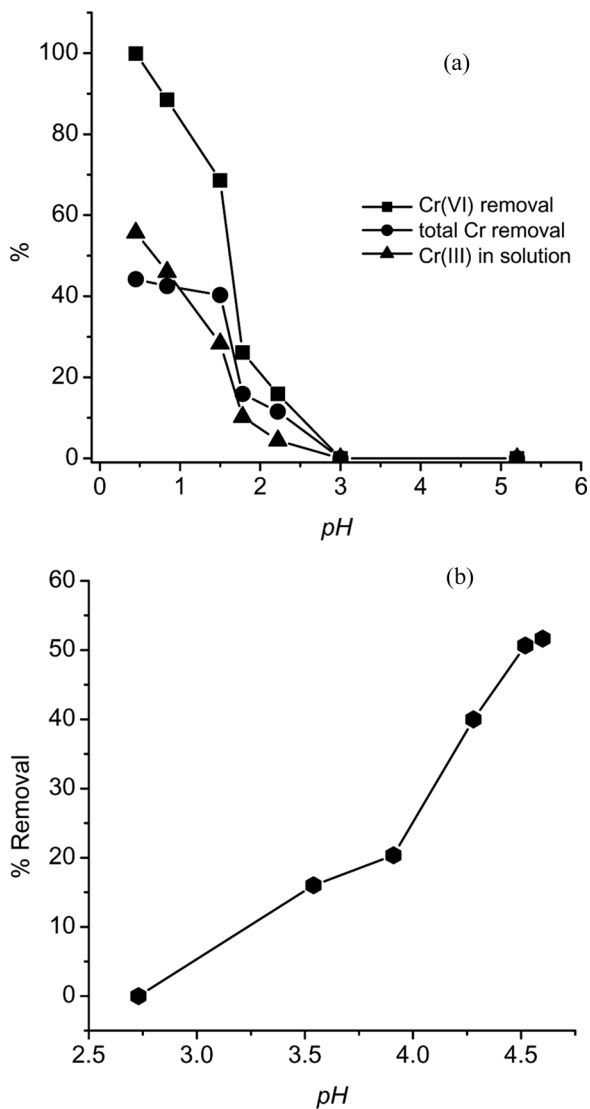 (a)
100
80
60
40
20
0
%
Cr(VI) removal
total Cr removal
Cr(III) in solution
0 1 2 3 4 5 6
pH
(b)
60
50
40
30
20
10
0
% Removal
2.5 3.0 3.5 4.0 4.5
pH